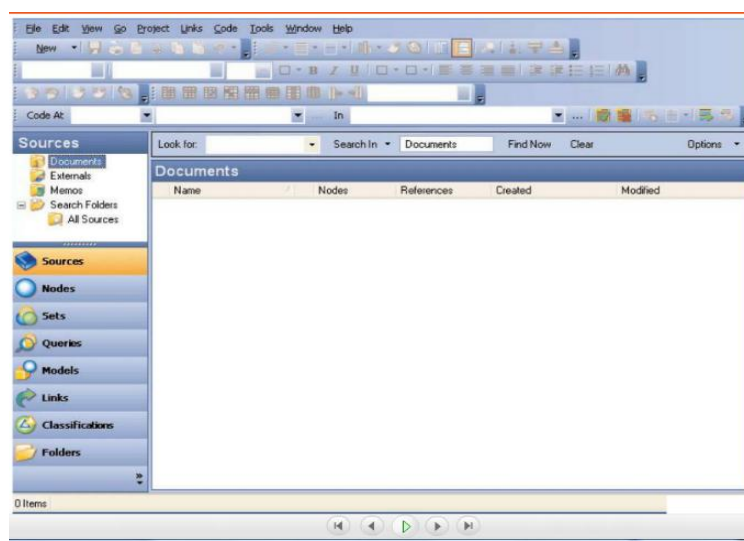 File Edit View Go Project Links Code Tools Window Help
New
B I U
Code At In ...
Sources
Documents
Externals
Memos
Search Folders
All Sources
Look for: Search In Documents Find Now Clear Options
Documents
Name Nodes References Created Modified
Sources
Nodes
Sets
Queries
Models
Links
Classifications
Folders
0 Items